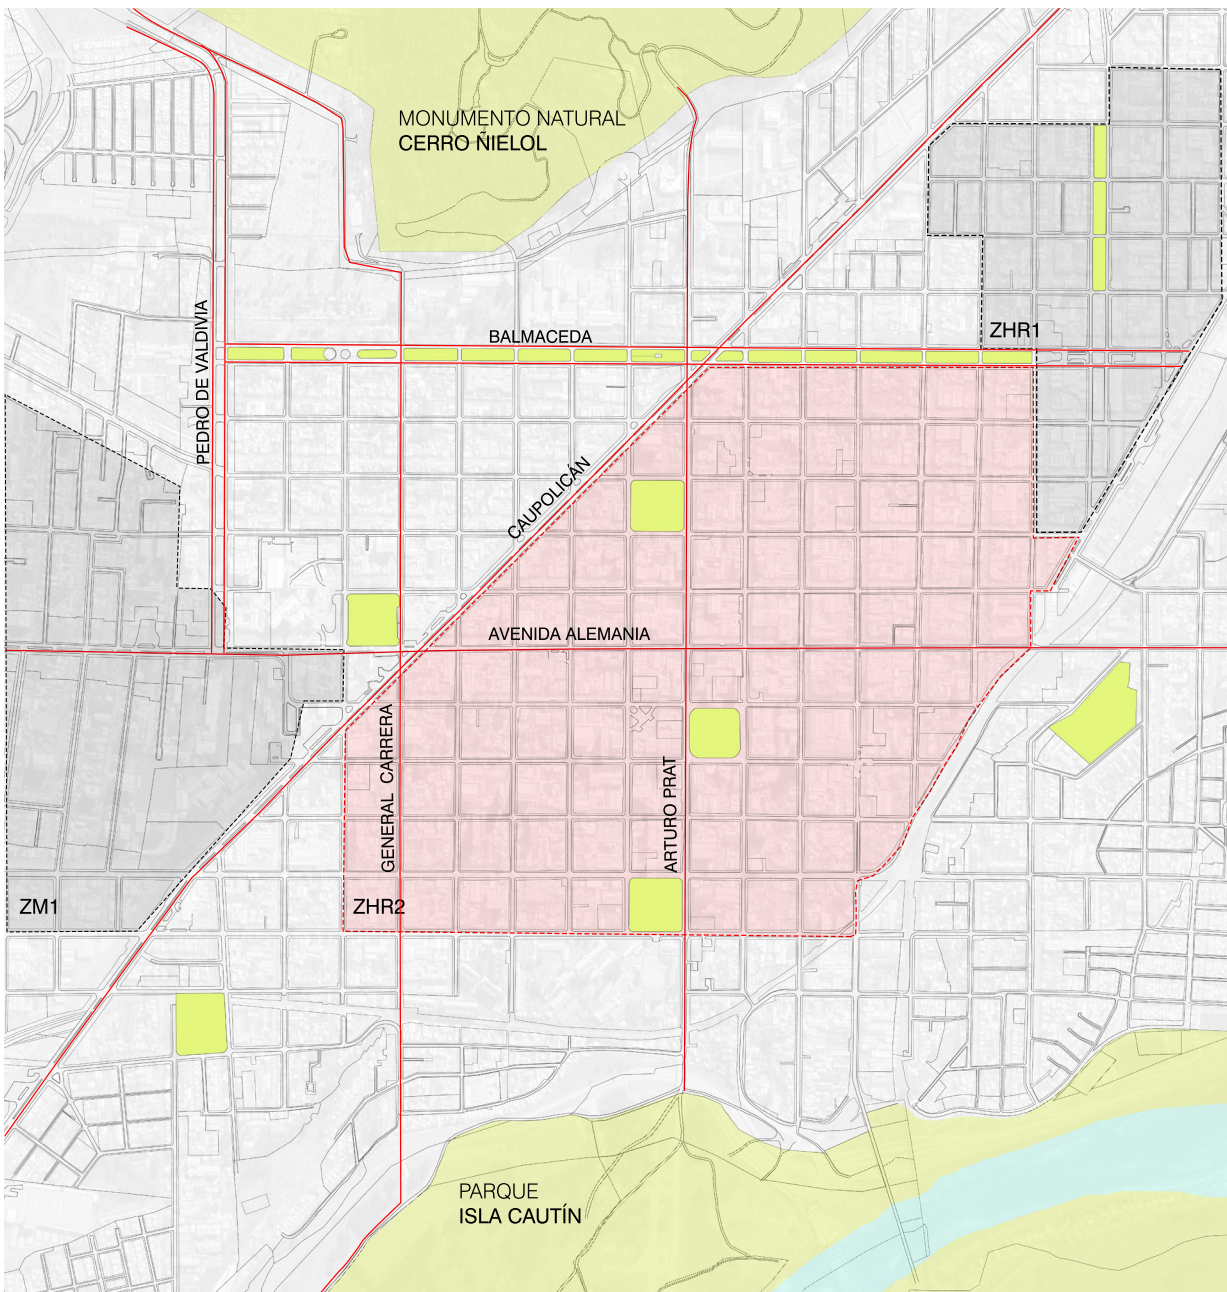 MONUMENTO NATURAL
CERRO ÑIELOL
ZHR1
BALMACEDA
PEDRO DE VALDIVIA
CAUPOLICÁN
AVENIDA ALEMANIA
GENERAL CARRERA
ARTURO PRAT
ZM1
ZHR2
PARQUE
ISLA CAUTÍN